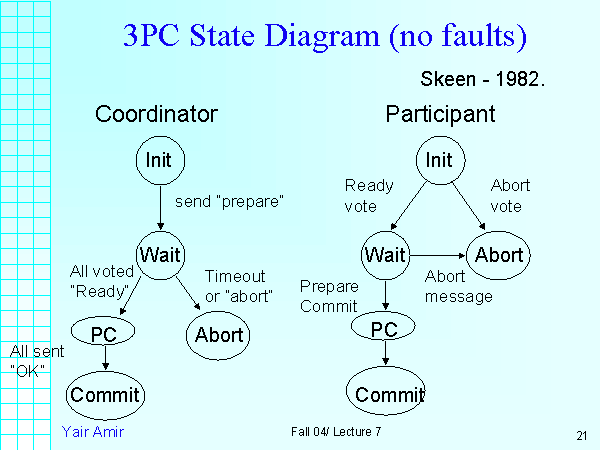 3PC State Diagram (no faults)
Skeen - 1982.
Coordinator
Participant
Init
send "prepare"
Wait
All voted
"Ready"
Timeout
or "abort"
PC
Abort
All sent
"OK"
Commit
Init
Ready
vote
Abort
vote
Wait
Abort
Prepare
Commit
Abort
message
PC
Commit
Yair Amir
Fall 04/ Lecture 7
21